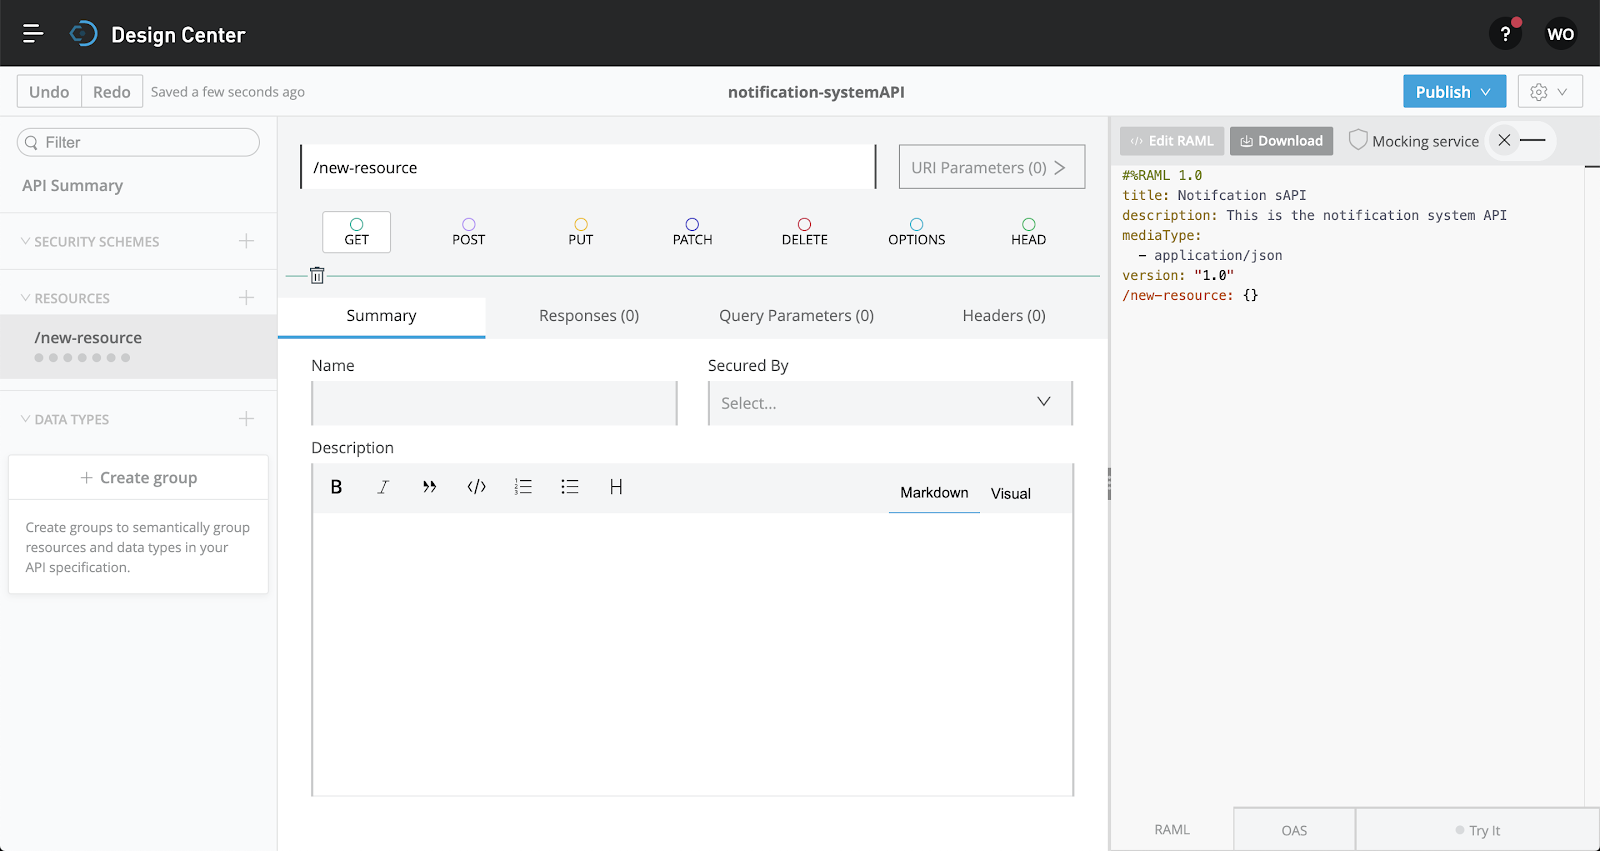 Design Center
?
WO
Undo
Redo
Saved a few seconds ago
notification-systemAPI
Publish
Filter
API Summary
SECURITY SCHEMES
RESOURCES
/new-resource
DATA TYPES
+ Create group
Create groups to semantically group
resources and data types in your
API specification.
/new-resource
URI Parameters (0)
GET
POST
PUT
PATCH
DELETE
OPTIONS
HEAD
Summary
Responses (0)
Query Parameters (0)
Headers (0)
Name
Secured By
Select...
Description
B
I
”
</>
H
Markdown
Visual
</> Edit RAML
Download
Mocking service
#%RAML 1.0
title: Notifcation sAPI
description: This is the notification system API
mediaType:
- application/json
version: "1.0"
/new-resource: {}
RAML
OAS
Try It